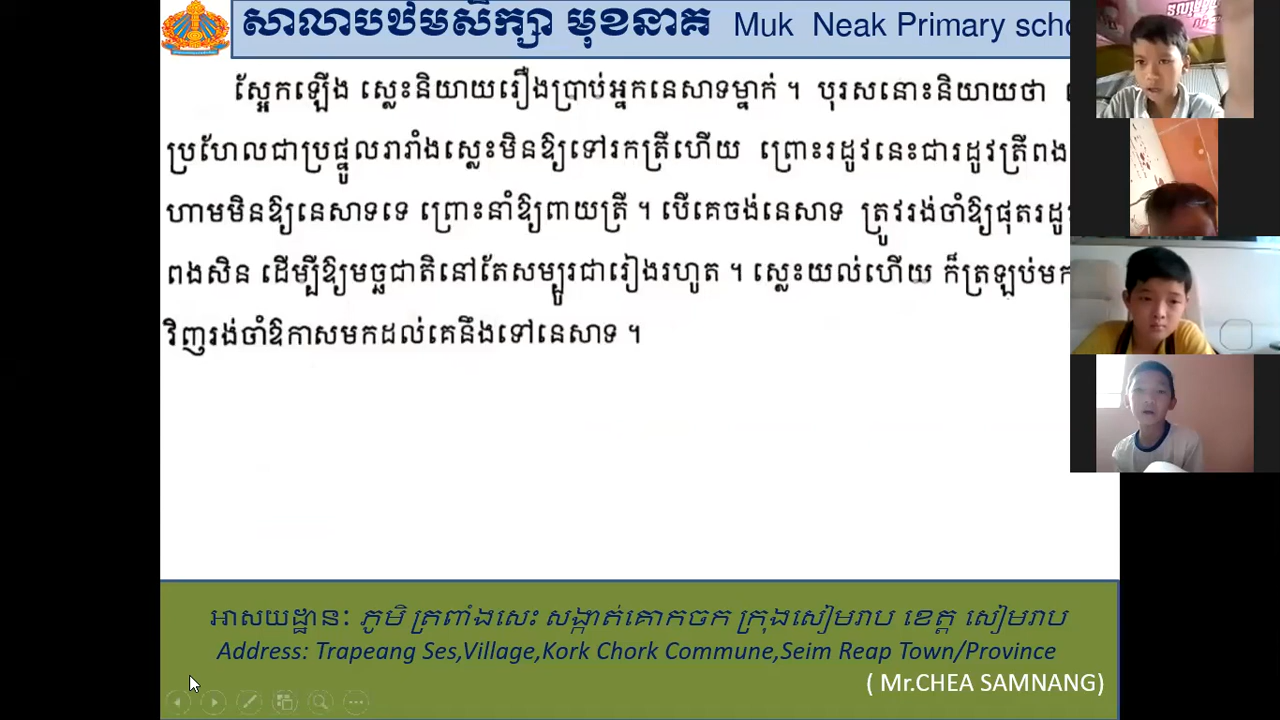 សាលាបឋមសិក្សា មុខនាគ Muk Neak Primary scho
ស្អែកឡើង ស្លេះនិយាយរឿងប្រាប់អ្នកនេសាទម្នាក់ ។ បុរសនោះនិយាយថា
ប្រហែលជាប្រផ្នូលរារាំងស្លេះមិនឱ្យទៅរកត្រីហើយ ព្រោះរដូវនេះជារដូវត្រីពង
ហាមមិនឱ្យនេសាទទេ ព្រោះនាំឱ្យពាយត្រី ។ បើគេចង់នេសាទ ត្រូវរង់ចាំឱ្យផុតរដូ
ពងសិន ដើម្បីឱ្យមច្ឆជាតិនៅតែសម្បូរជារៀងរហូត ។ ស្លេះយល់ហើយ ក៏ត្រឡប់មក
វិញរង់ចាំឱកាសមកដល់គេនឹងទៅនេសាទ ។
អាសយដ្ឋានៈ ភូមិ ត្រពាំងសេះ សង្កាត់គោកចក ក្រុងសៀមរាប ខេត្ត សៀមរាប
Address: Trapeang Ses,Village,Kork Chork Commune,Seim Reap Town/Province
( Mr.CHEA SAMNANG)